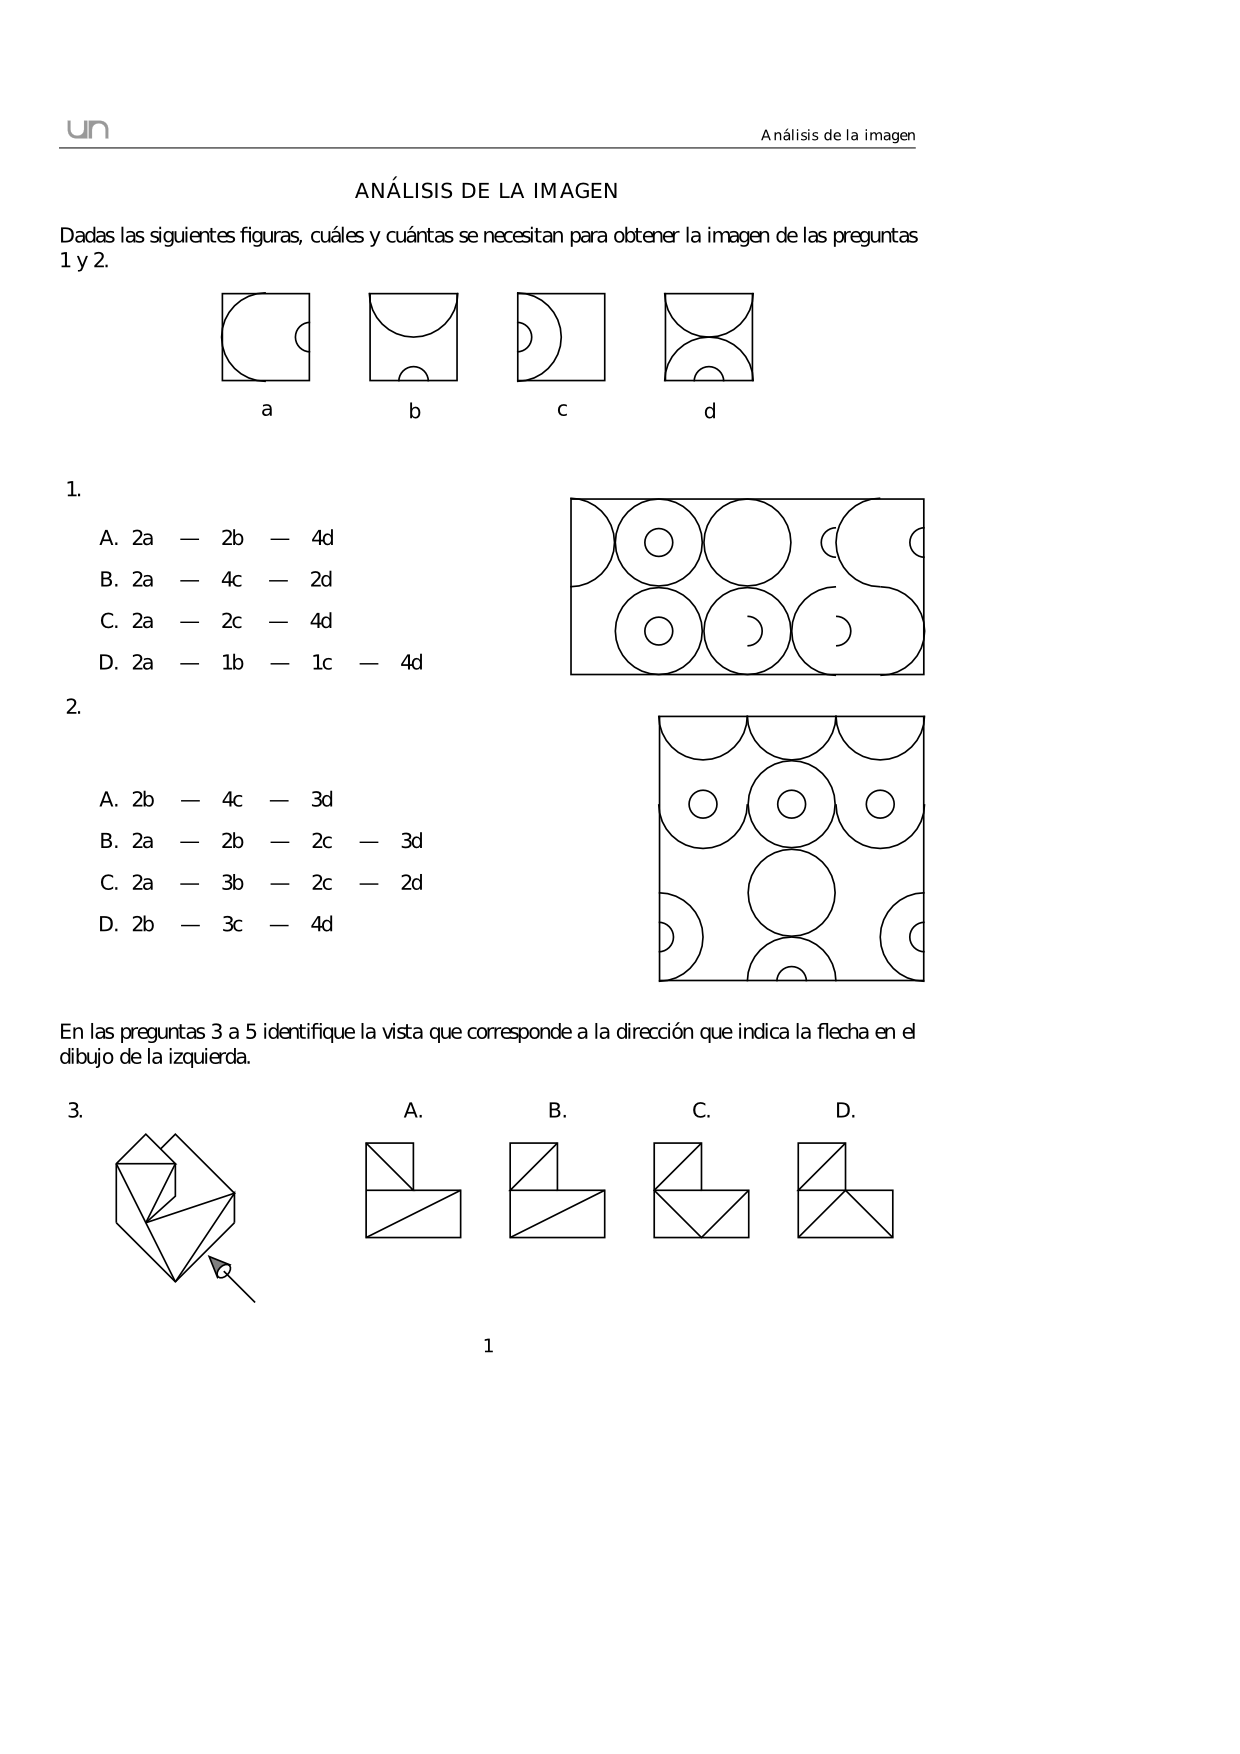 un
Análisis de la imagen
ANÁLISIS DE LA IMAGEN
Dadas las siguientes figuras, cuáles y cuántas se necesitan para obtener la imagen de las preguntas
1 y 2.
a b c d
1.
A. 2a — 2b — 4d
B. 2a — 4c — 2d
C. 2a — 2c — 4d
D. 2a — 1b — 1c — 4d
2.
A. 2b — 4c — 3d
B. 2a — 2b — 2c — 3d
C. 2a — 3b — 2c — 2d
D. 2b — 3c — 4d
En las preguntas 3 a 5 identifique la vista que corresponde a la dirección que indica la flecha en el
dibujo de la izquierda.
3. A. B. C. D.
1